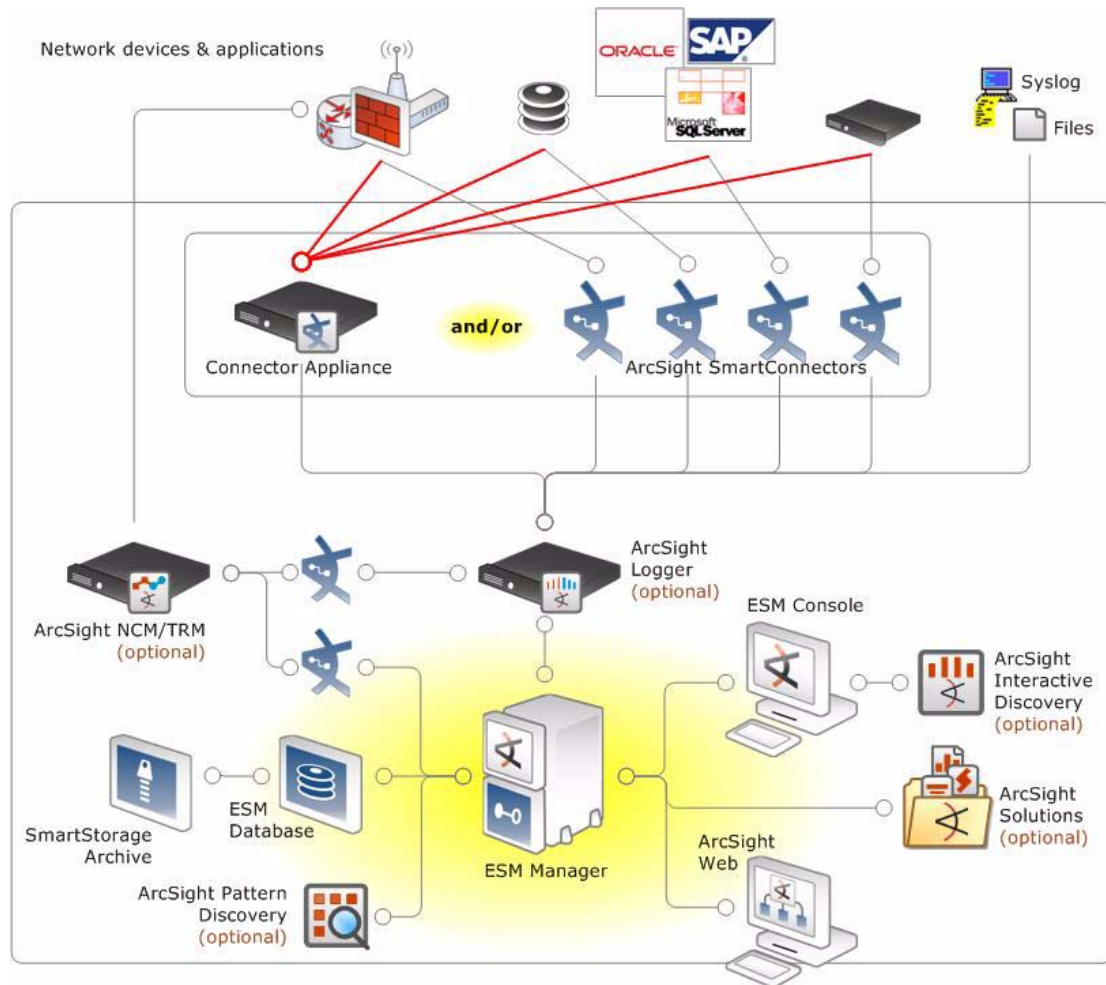 Network devices & applications
ORACLE
SAP
Microsoft
SQL Server
Syslog
Files
Connector Appliance
and/or
ArcSight SmartConnectors
ArcSight NCM/TRM
(optional)
ArcSight
Logger
(optional)
ESM Console
ArcSight
Interactive
Discovery
(optional)
SmartStorage
Archive
ESM
Database
ESM Manager
ArcSight
Solutions
(optional)
ArcSight Pattern
Discovery
(optional)
ArcSight
Web